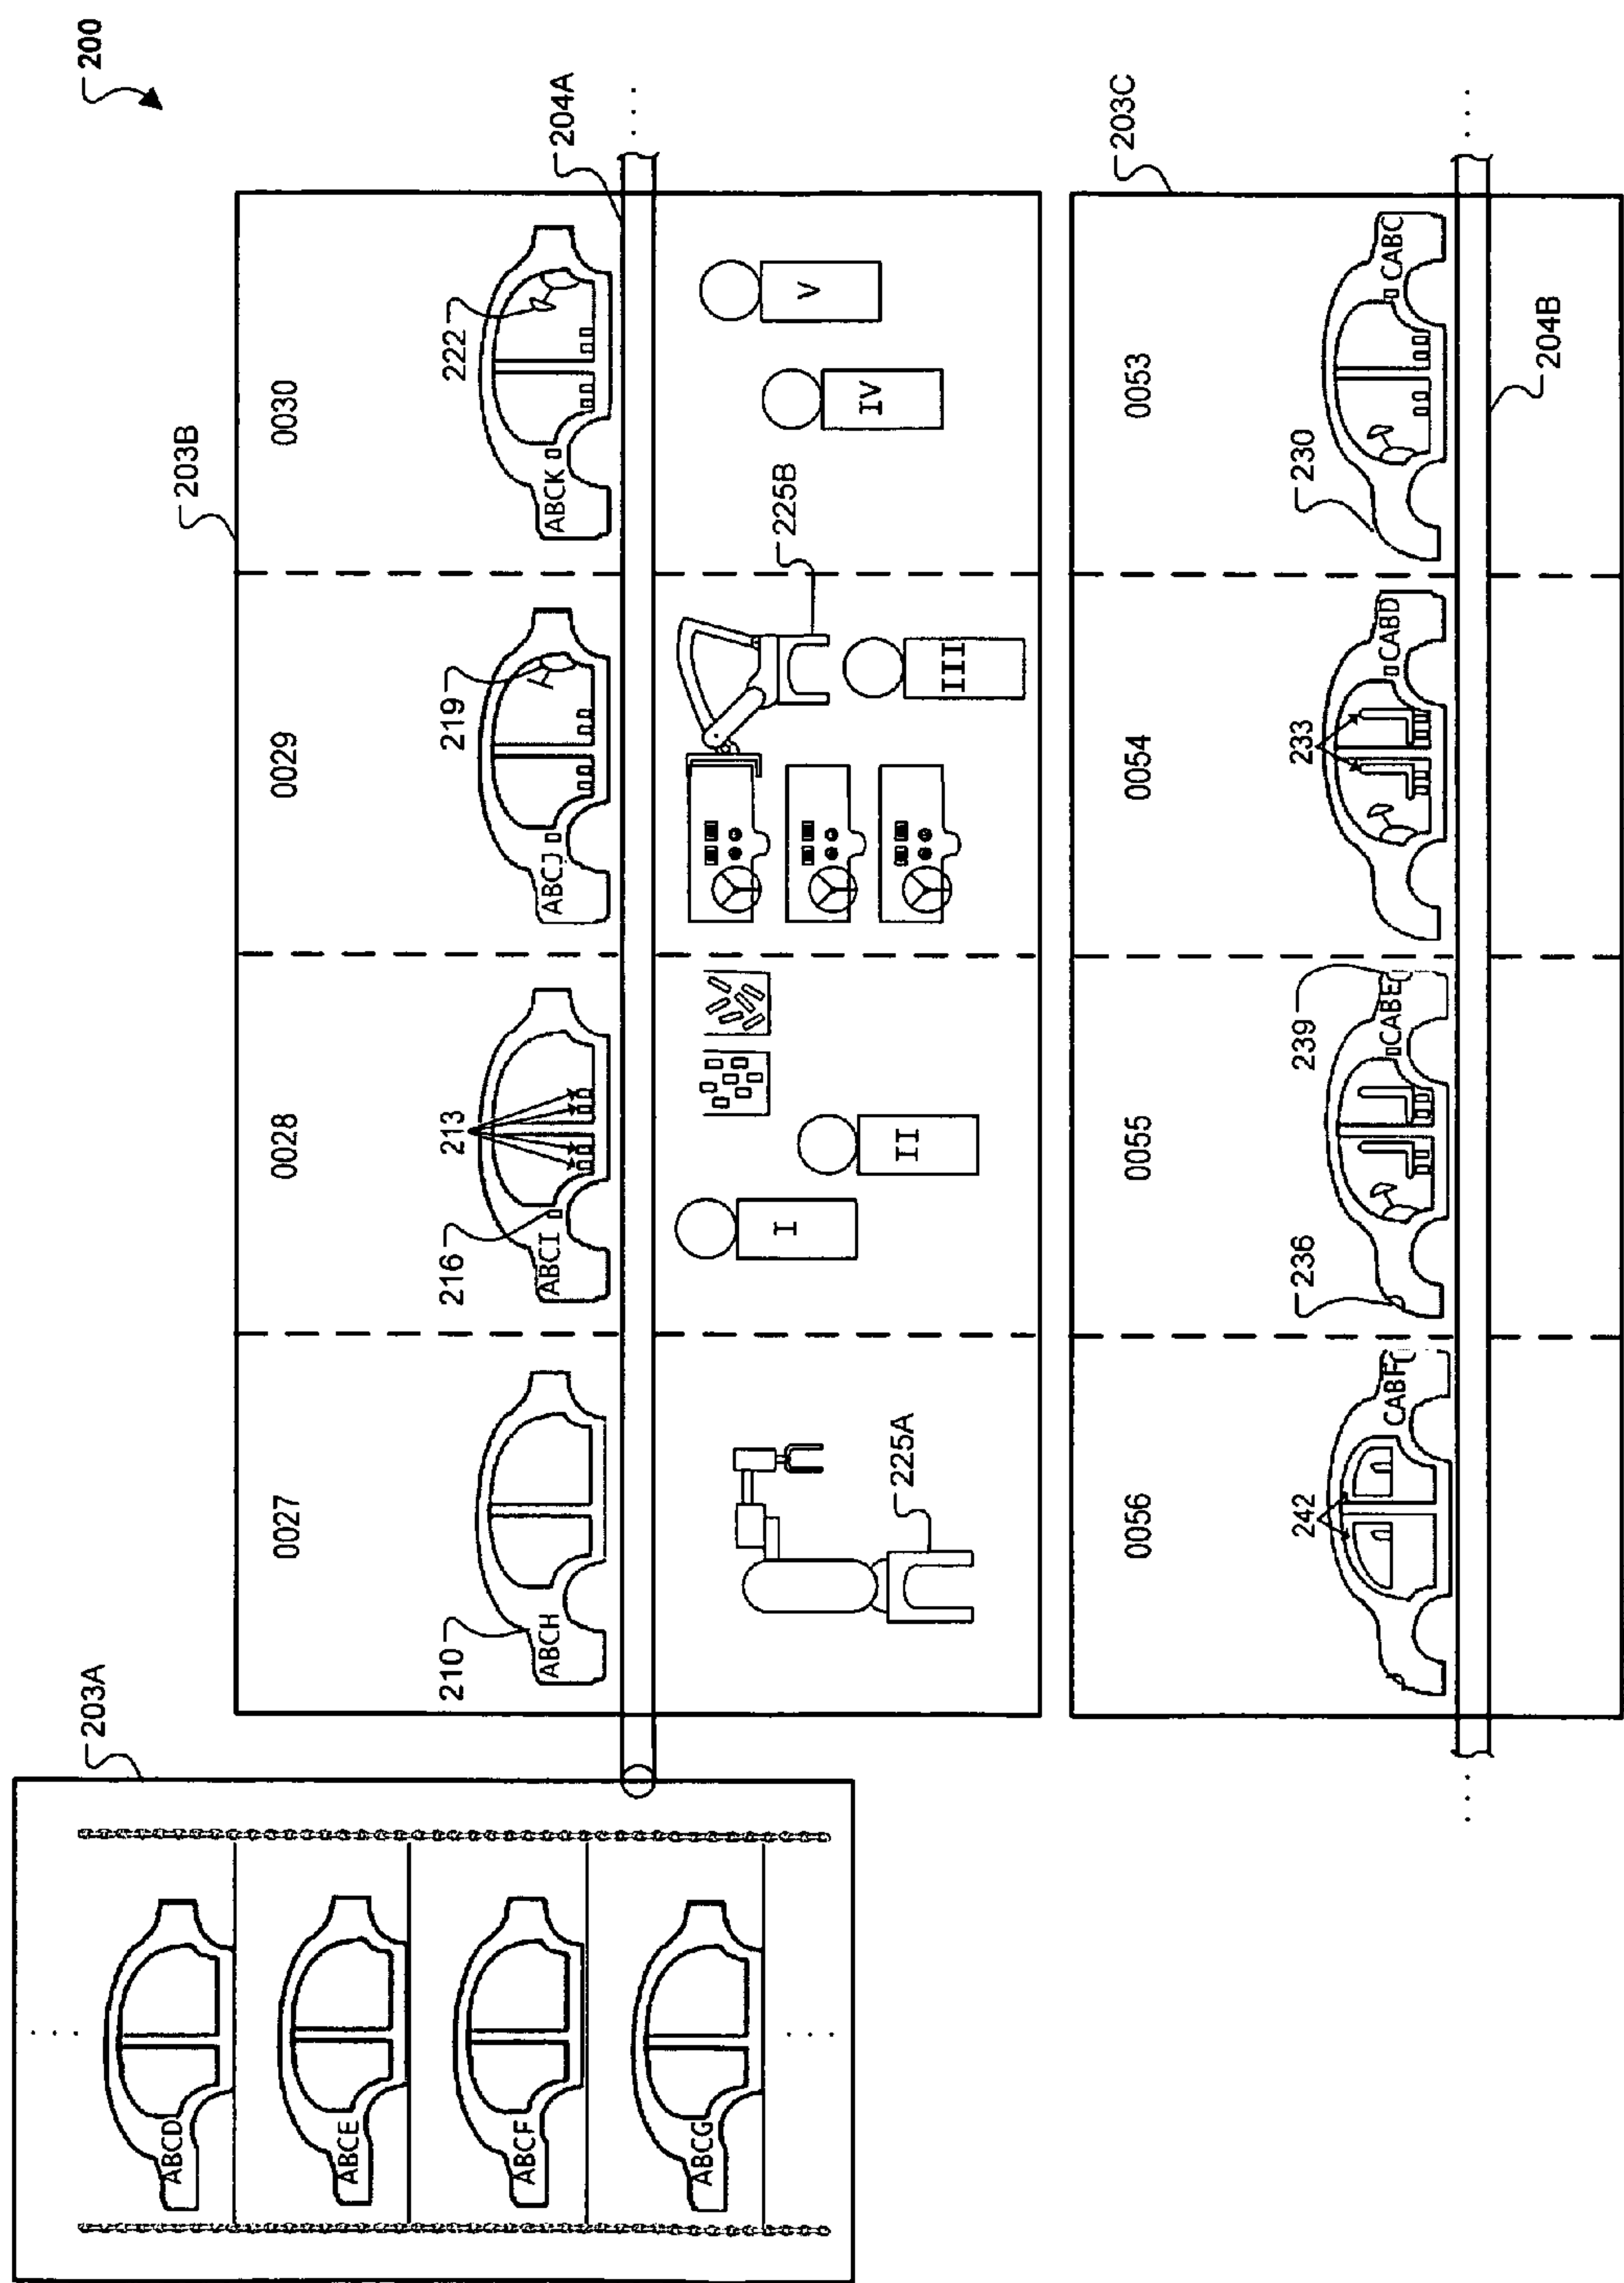 200
203A
ABCD
ABCE
ABCF
ABCG
203B
0027
0028
0029
0030
210
216
213
219
222
ABCH
ABCI
ABCJ
ABCK
204A
225A
I
II
III
225B
IV
V
203C
0056
0055
0054
0053
242
236
239
233
230
CABF
CABE
CABD
CABC
204B